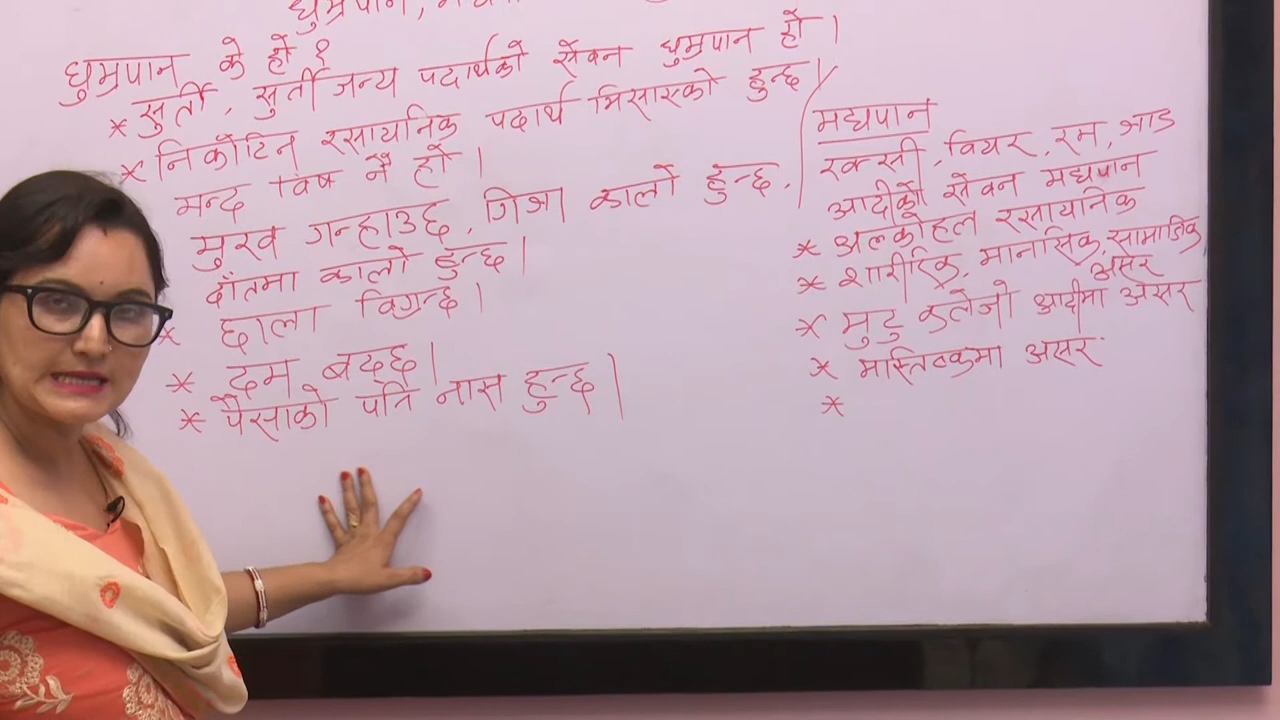 धुम्रपान,
धुम्रपान के हो ?
* सुर्ती, सुर्तीजन्य पदार्थको सेवन धुम्रपान हो ।
* निकोटिन रसायनिक पदार्थ मिसाएको हुन्छ ।
मन्द विष नै हो ।
मुख गन्हाउछ, जिब्रा कालो हुन्छ,
दाँतमा कालो हुन्छ ।
* छाला विग्रन्छ ।
* दम बढ्छ ।
* पैसाको पनि नास हुन्छ ।
मद्यपान
रक्सी, वियर, रम, जाड
आदीको सेवन मद्यपान
* अल्कोहल रसायनिक
* शारीरिक, मानसिक, सामाजिक
असर
* मुटु कलेजो आदीमा असर
* मस्तिष्कमा असर
*